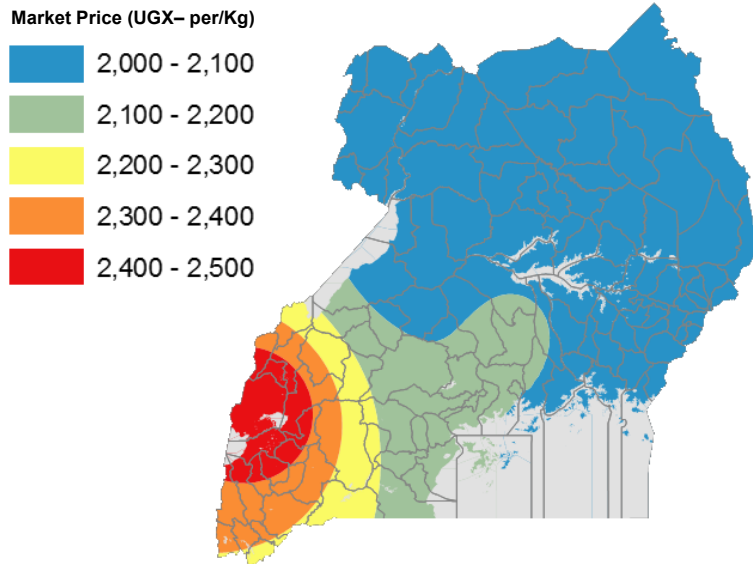 Market Price (UGX– per/Kg)
2,000 - 2,100
2,100 - 2,200
2,200 - 2,300
2,300 - 2,400
2,400 - 2,500